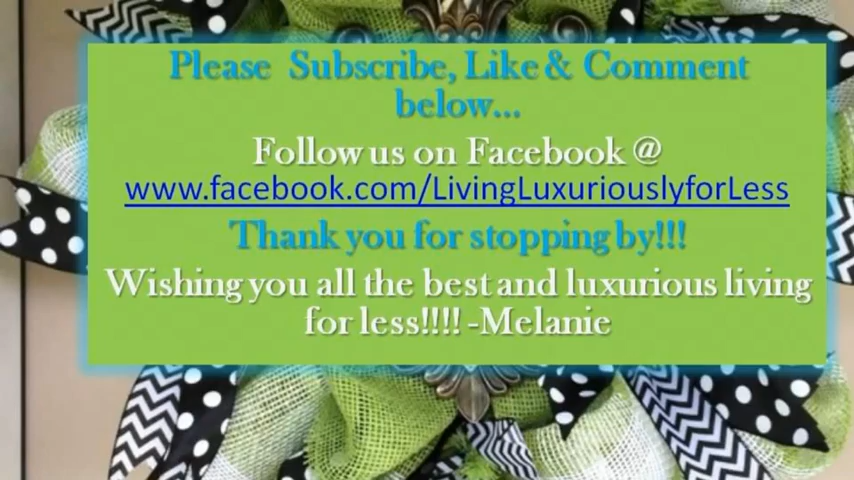 Please Subscribe, Like & Comment
below...
Follow us on Facebook @
www.facebook.com/LivingLuxuriouslyforLess
Thank you for stopping by!!!
Wishing you all the best and luxurious living
for less!!!! -Melanie